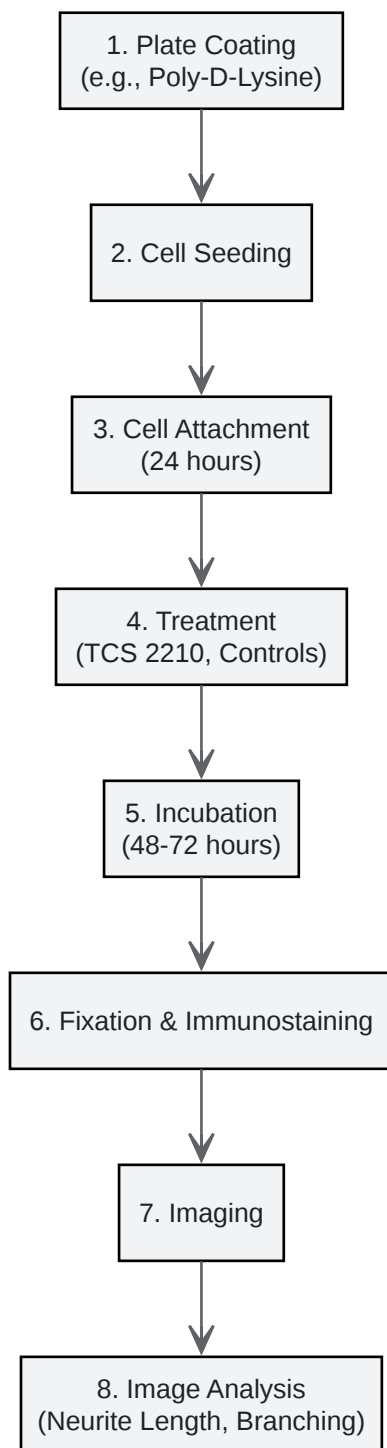 1. Plate Coating
(e.g., Poly-D-Lysine)
2. Cell Seeding
3. Cell Attachment
(24 hours)
4. Treatment
(TCS 2210, Controls)
5. Incubation
(48-72 hours)
6. Fixation & Immunostaining
7. Imaging
8. Image Analysis
(Neurite Length, Branching)